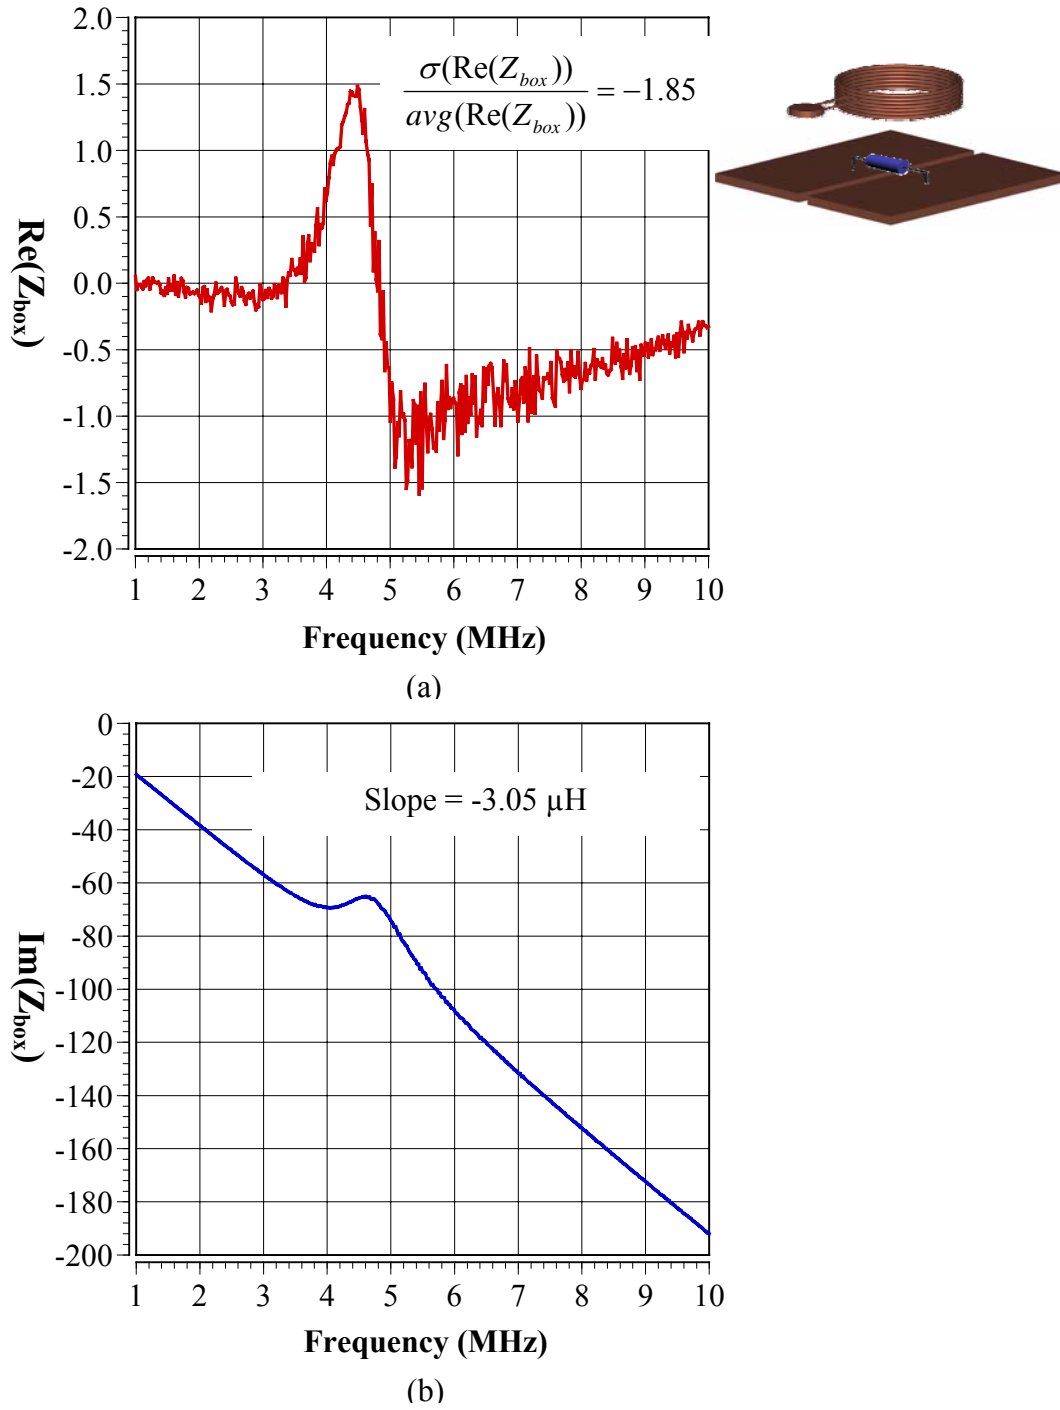 2.0
1.5
1.0
0.5
0.0
-0.5
-1.0
-1.5
-2.0
Re(Z_box)
σ(Re(Z_box))
avg(Re(Z_box))
= −1.85
1 2 3 4 5 6 7 8 9 10
Frequency (MHz)
(a)
0
-20
-40
-60
-80
-100
-120
-140
-160
-180
-200
Im(Z_box)
Slope = -3.05 µH
1 2 3 4 5 6 7 8 9 10
Frequency (MHz)
(b)